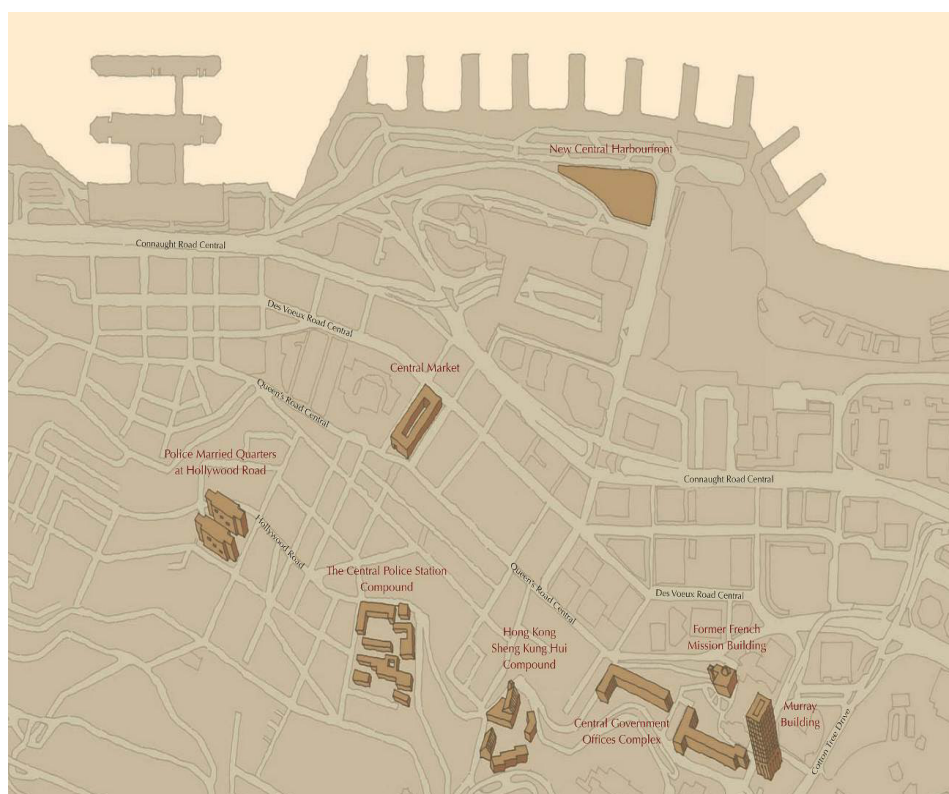 New Central Harbourfront
Connaught Road Central
Des Voeux Road Central
Central Market
Queen's Road Central
Police Married Quarters
at Hollywood Road
Connaught Road Central
Hollywood Road
The Central Police Station
Compound
Queen's Road Central
Des Voeux Road Central
Hong Kong
Sheng Kung Hui
Compound
Former French
Mission Building
Central Government
Offices Complex
Murray
Building
Cotton Tree Drive